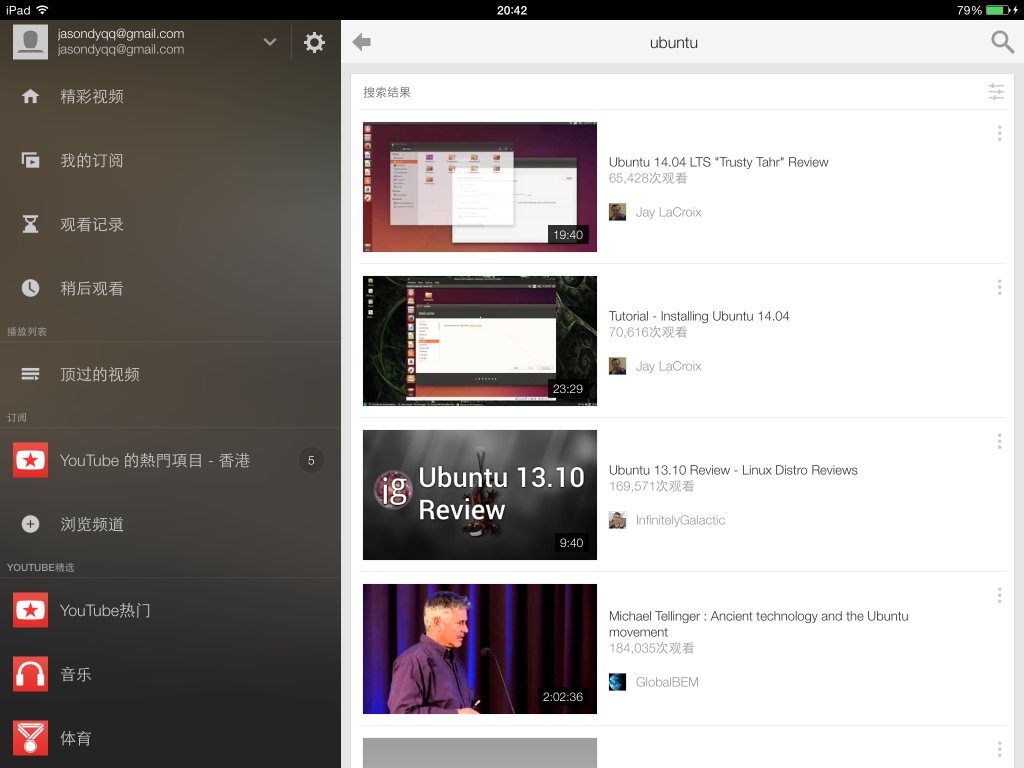 iPad
20:42
79%
jasondyqq@gmail.com
jasondyqq@gmail.com
精彩视频
我的订阅
观看记录
稍后观看
播放列表
顶过的视频
订阅
YouTube 的熱門項目 - 香港
5
浏览频道
YOUTUBE精选
YouTube热门
音乐
体育
ubuntu
搜索结果
19:40
Ubuntu 14.04 LTS "Trusty Tahr" Review
65,428次观看
Jay LaCroix
23:29
Tutorial - Installing Ubuntu 14.04
70,616次观看
Jay LaCroix
ig
Ubuntu 13.10
Review
9:40
Ubuntu 13.10 Review - Linux Distro Reviews
169,571次观看
InfinitelyGalactic
2:02:36
Michael Tellinger : Ancient technology and the Ubuntu
movement
184,035次观看
GlobalBEM